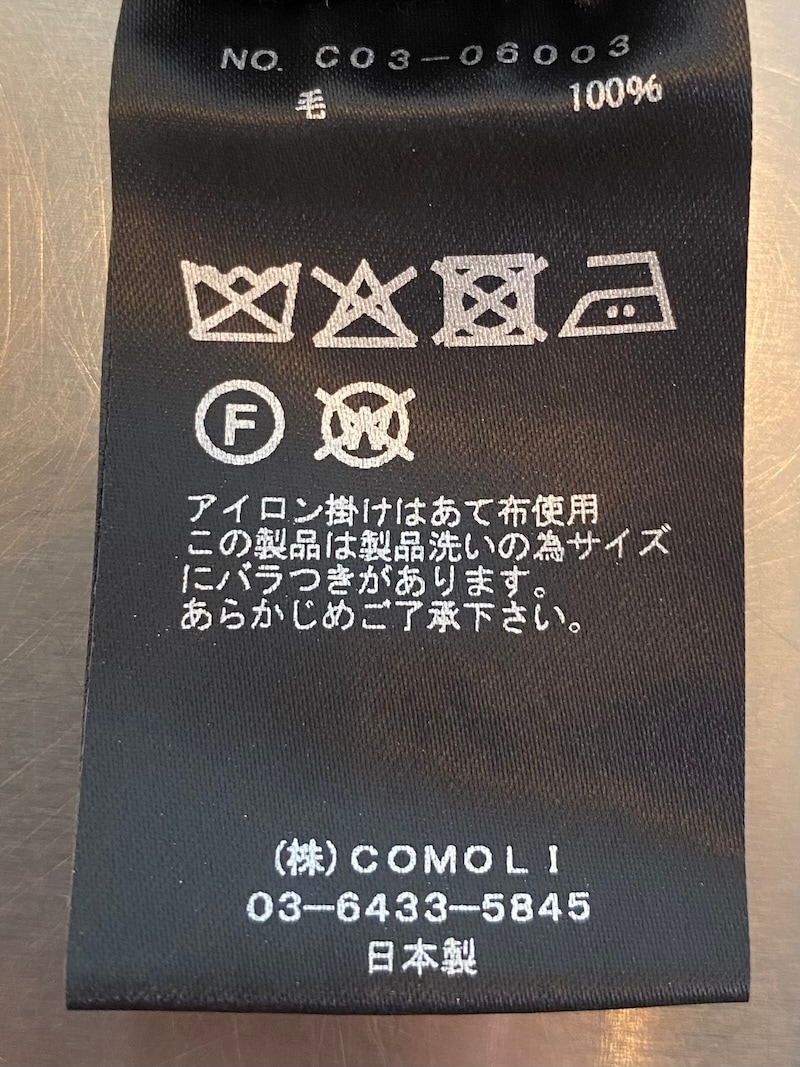 NO. C03-06003
毛 100%
F W
アイロン掛けはあて布使用
この製品は製品洗いの為サイズ
にバラつきがあります。
あらかじめご了承下さい。
(株)COMOLI
03-6433-5845
日本製